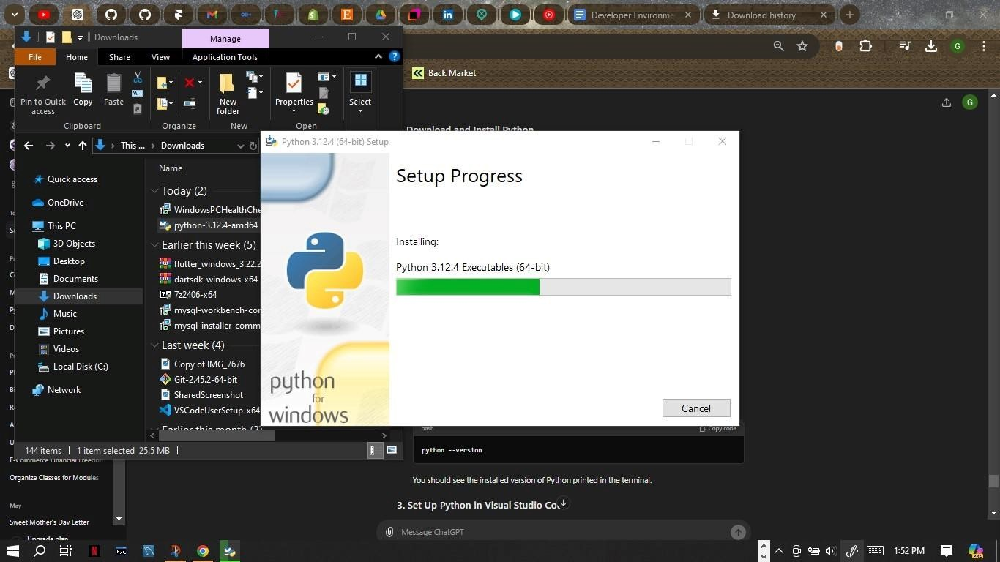 Developer Environme
Download history
Downloads
Manage
File
Home
Share
View
Application Tools
Back Market
Pin to Quick access
Copy
Paste
New folder
Properties
Select
Clipboard
Organize
New
Open
G
G
Download and Install Python
This ...
Downloads
Quick access
OneDrive
This PC
3D Objects
Desktop
Documents
Downloads
Music
Pictures
Videos
Local Disk (C:)
Network
Name
Today (2)
WindowsPCHealthChe
python-3.12.4-amd64
Earlier this week (5)
flutter_windows_3.22.2
dartsdk-windows-x64-
7z2406-x64
mysql-workbench-co
mysql-installer-comm
Last week (4)
Copy of IMG_7676
Git-2.45.2-64-bit
SharedScreenshot
VSCodeUserSetup-x64
Earlier this month (3)
144 items
1 item selected 25.5 MB
Python 3.12.4 (64-bit) Setup
Setup Progress
Installing:
Python 3.12.4 Executables (64-bit)
python
for
windows
Cancel
bash
Copy code
python --version
You should see the installed version of Python printed in the terminal.
3. Set Up Python in Visual Studio Co
Message ChatGPT
E-Commerce Financial Freedom
Organize Classes for Modules
May
Sweet Mother's Day Letter
Upgrade plan
1:52 PM
PRE